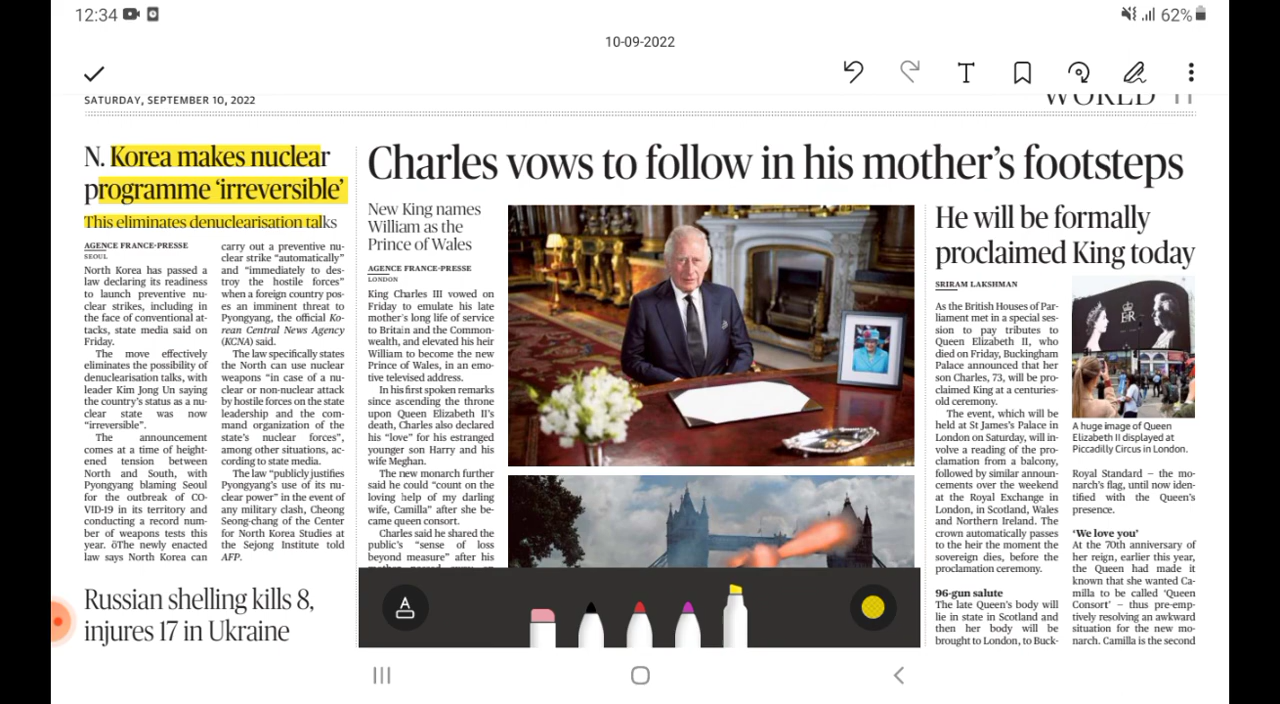 12:34
62%
10-09-2022
T
SATURDAY, SEPTEMBER 10, 2022
WORLD 11
N. Korea makes nuclear
programme ‘irreversible’
This eliminates denuclearisation talks
AGENCE FRANCE-PRESSE
SEOUL
North Korea has passed a
law declaring its readiness
to launch preventive nu-
clear strikes, including in
the face of conventional at-
tacks, state media said on
Friday.
The move effectively
eliminates the possibility of
denuclearisation talks, with
leader Kim Jong Un saying
the country’s status as a nu-
clear state was now
“irreversible”.
The announcement
comes at a time of height-
ened tension between
North and South, with
Pyongyang blaming Seoul
for the outbreak of CO-
VID-19 in its territory and
conducting a record num-
ber of weapons tests this
year. öThe newly enacted
law says North Korea can
carry out a preventive nu-
clear strike “automatically”
and “immediately to des-
troy the hostile forces”
when a foreign country pos-
es an imminent threat to
Pyongyang, the official Ko-
rean Central News Agency
(KCNA) said.
The law specifically states
the North can use nuclear
weapons “in case of a nu-
clear or non-nuclear attack
by hostile forces on the state
leadership and the com-
mand organization of the
state’s nuclear forces”,
among other situations, ac-
cording to state media.
The law “publicly justifies
Pyongyang’s use of its nu-
clear power” in the event of
any military clash, Cheong
Seong-chang of the Center
for North Korea Studies at
the Sejong Institute told
AFP.
Russian shelling kills 8,
injures 17 in Ukraine
Charles vows to follow in his mother’s footsteps
New King names
William as the
Prince of Wales
AGENCE FRANCE-PRESSE
LONDON
King Charles III vowed on
Friday to emulate his late
mother’s long life of service
to Britain and the Common-
wealth, and elevated his heir
William to become the new
Prince of Wales, in an emo-
tive televised address.
In his first spoken remarks
since ascending the throne
upon Queen Elizabeth II’s
death, Charles also declared
his “love” for his estranged
younger son Harry and his
wife Meghan.
The new monarch further
said he could “count on the
loving help of my darling
wife, Camilla” after she be-
came queen consort.
Charles said he shared the
public’s “sense of loss
beyond measure” after his
A
He will be formally
proclaimed King today
SRIRAM LAKSHMAN
As the British Houses of Par-
liament met in a special ses-
sion to pay tributes to
Queen Elizabeth II, who
died on Friday, Buckingham
Palace announced that her
son Charles, 73, will be pro-
claimed King at a centuries-
old ceremony.
The event, which will be
held at St James’s Palace in
London on Saturday, will in-
volve a reading of the pro-
clamation from a balcony,
followed by similar announ-
cements over the weekend
at the Royal Exchange in
London, in Scotland, Wales
and Northern Ireland. The
crown automatically passes
to the heir the moment the
sovereign dies, before the
proclamation ceremony.
96-gun salute
The late Queen’s body will
lie in state in Scotland and
then her body will be
brought to London, to Buck-
A huge image of Queen
Elizabeth II displayed at
Piccadilly Circus in London.
Royal Standard – the mo-
narch’s flag, until now iden-
tified with the Queen’s
presence.
‘We love you’
At the 70th anniversary of
her reign, earlier this year,
the Queen had made it
known that she wanted Ca-
milla to be called ‘Queen
Consort’ – thus pre-emp-
tively resolving an awkward
situation for the new mo-
narch. Camilla is the second